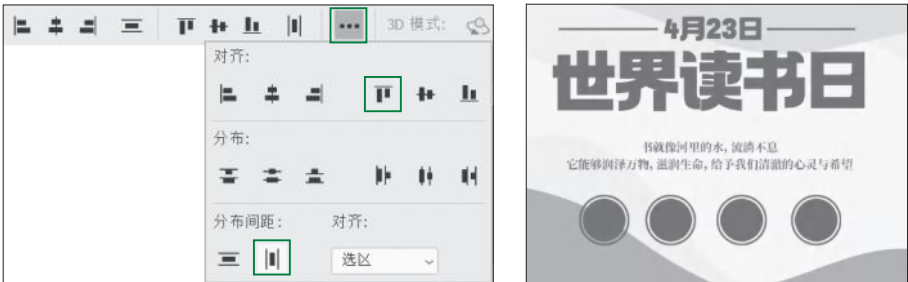 3D 模式:
对齐:
分布:
分布间距:
对齐:
选区
4月23日
世界读书日
书就像河里的水，流淌不息
它能够润泽万物，滋润生命，给予我们清澈的心灵与希望